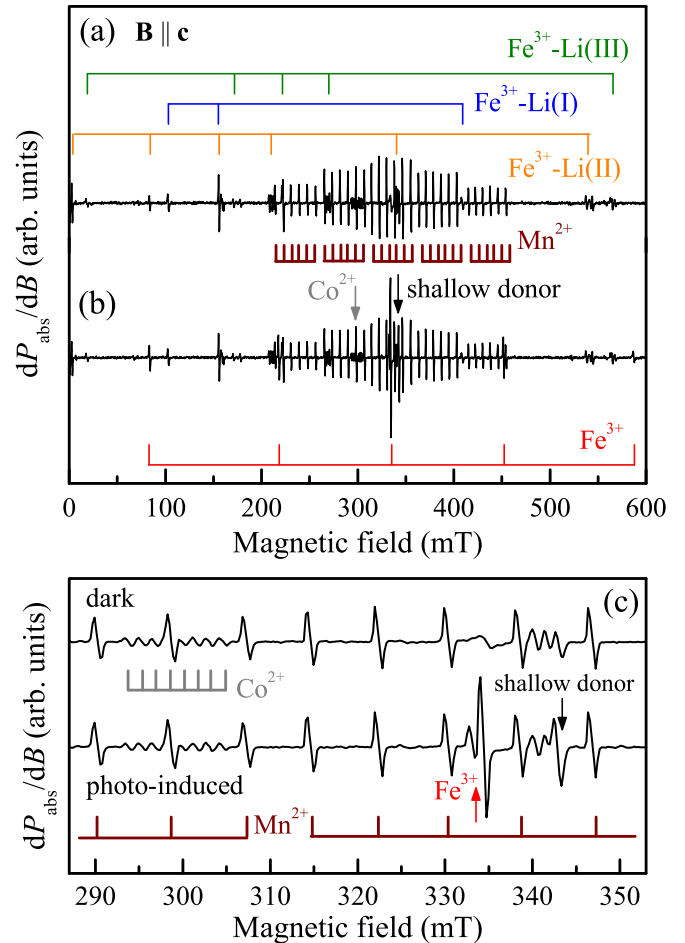 (a) B || c
Fe³⁺-Li(III)
Fe³⁺-Li(I)
Fe³⁺-Li(II)
Mn²⁺
Co²⁺
shallow donor
(b)
Fe³⁺
dP_abs/dB (arb. units)
0 100 200 300 400 500 600
Magnetic field (mT)
dark
(c)
Co²⁺
shallow donor
photo-induced
Fe³⁺
Mn²⁺
dP_abs/dB (arb. units)
290 300 310 320 330 340 350
Magnetic field (mT)